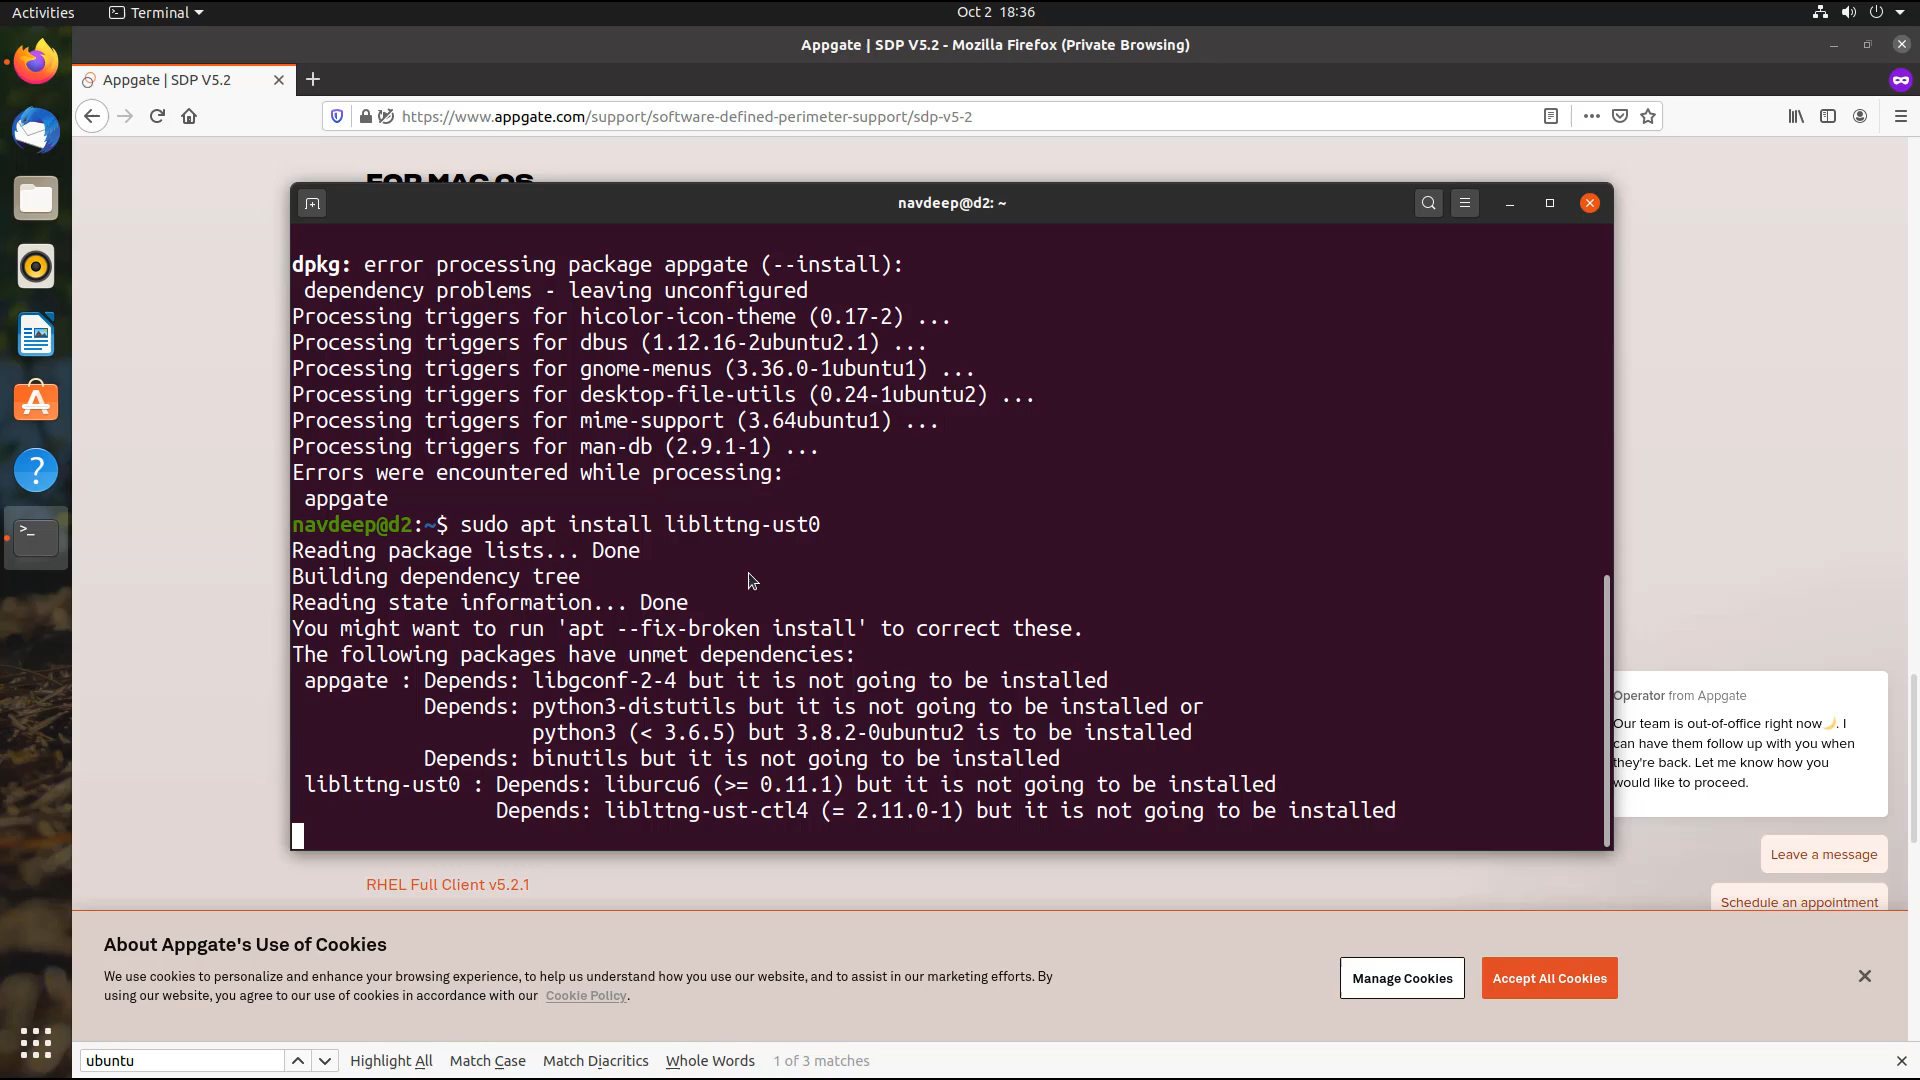 Activities
Terminal
Oct 2 18:36
Appgate | SDP V5.2 - Mozilla Firefox (Private Browsing)
Appgate | SDP V5.2
https://www.appgate.com/support/software-defined-perimeter-support/sdp-v5-2
FOR MAC OS
navdeep@d2: ~
dpkg: error processing package appgate (--install):
dependency problems - leaving unconfigured
Processing triggers for hicolor-icon-theme (0.17-2) ...
Processing triggers for dbus (1.12.16-2ubuntu2.1) ...
Processing triggers for gnome-menus (3.36.0-1ubuntu1) ...
Processing triggers for desktop-file-utils (0.24-1ubuntu2) ...
Processing triggers for mime-support (3.64ubuntu1) ...
Processing triggers for man-db (2.9.1-1) ...
Errors were encountered while processing:
appgate
navdeep@d2:~$ sudo apt install liblttng-ust0
Reading package lists... Done
Building dependency tree
Reading state information... Done
You might want to run 'apt --fix-broken install' to correct these.
The following packages have unmet dependencies:
appgate : Depends: libgconf-2-4 but it is not going to be installed
Depends: python3-distutils but it is not going to be installed or
python3 (< 3.6.5) but 3.8.2-0ubuntu2 is to be installed
Depends: binutils but it is not going to be installed
liblttng-ust0 : Depends: liburcu6 (>= 0.11.1) but it is not going to be installed
Depends: liblttng-ust-ctl4 (= 2.11.0-1) but it is not going to be installed
Operator from Appgate
Our team is out-of-office right now🌙. I
can have them follow up with you when
they're back. Let me know how you
would like to proceed.
Leave a message
Schedule an appointment
RHEL Full Client v5.2.1
About Appgate's Use of Cookies
We use cookies to personalize and enhance your browsing experience, to help us understand how you use our website, and to assist in our marketing efforts. By
using our website, you agree to our use of cookies in accordance with our Cookie Policy.
Manage Cookies
Accept All Cookies
ubuntu
Highlight All
Match Case
Match Diacritics
Whole Words
1 of 3 matches